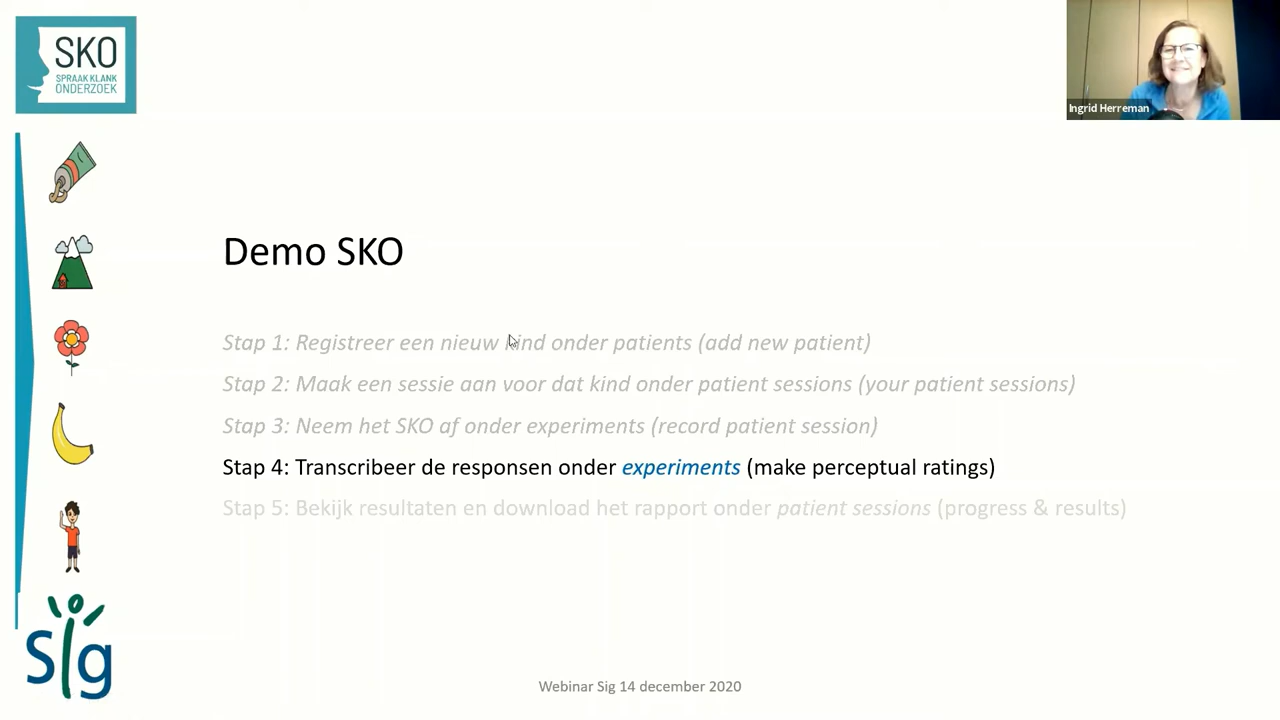 SKO
SPRAAK KLANK
ONDERZOEK
Ingrid Herreman
Demo SKO
Stap 1: Registreer een nieuw kind onder patients (add new patient)
Stap 2: Maak een sessie aan voor dat kind onder patient sessions (your patient sessions)
Stap 3: Neem het SKO af onder experiments (record patient session)
Stap 4: Transcribeer de responsen onder experiments (make perceptual ratings)
Stap 5: Bekijk resultaten en download het rapport onder patient sessions (progress & results)
Sig
Webinar Sig 14 december 2020